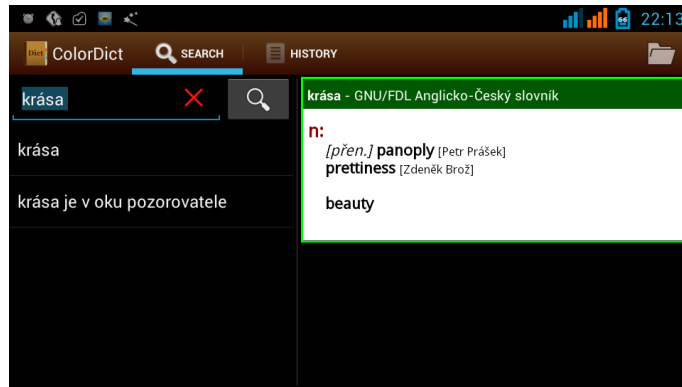 66 22:13
Dict ColorDict SEARCH HISTORY
krása
krása
krása je v oku pozorovatele
krása - GNU/FDL Anglicko-Český slovník
n:
[přen.] panoply [Petr Prášek]
prettiness [Zdeněk Brož]
beauty